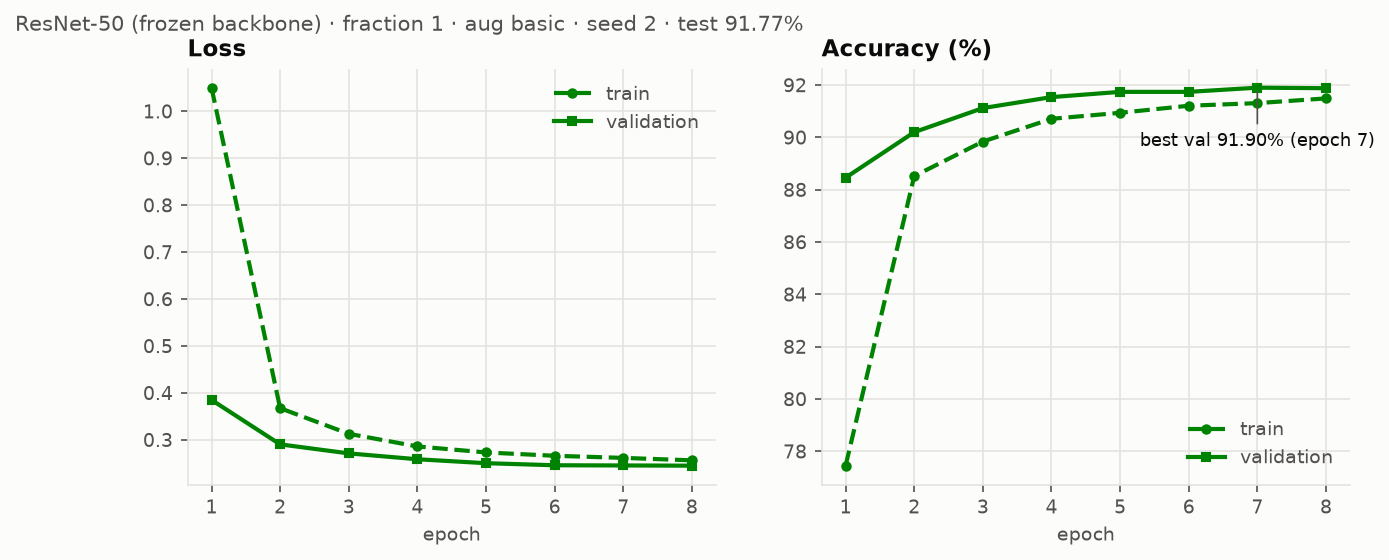 ResNet-50 (frozen backbone) · fraction 1 · aug basic · seed 2 · test 91.77%
Loss
train
validation
1.0
0.9
0.8
0.7
0.6
0.5
0.4
0.3
1 2 3 4 5 6 7 8
epoch
Accuracy (%)
92
90
88
86
84
82
80
78
best val 91.90% (epoch 7)
train
validation
1 2 3 4 5 6 7 8
epoch